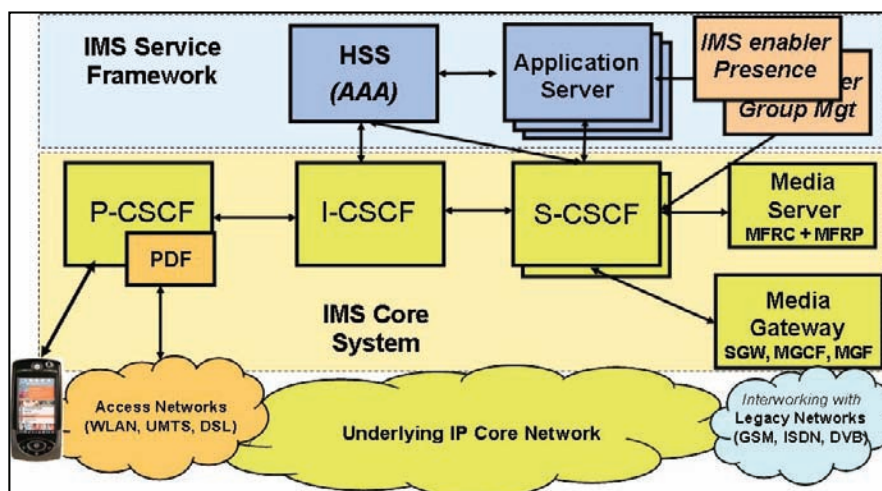 IMS Service
Framework
HSS
(AAA)
Application
Server
IMS enabler
Presence
er
Group Mgt
P-CSCF
PDF
I-CSCF
S-CSCF
Media
Server
MFRC + MFRP
IMS Core
System
Media
Gateway
SGW, MGCF, MGF
Access Networks
(WLAN, UMTS, DSL)
Underlying IP Core Network
Interworking with
Legacy Networks
(GSM, ISDN, DVB)